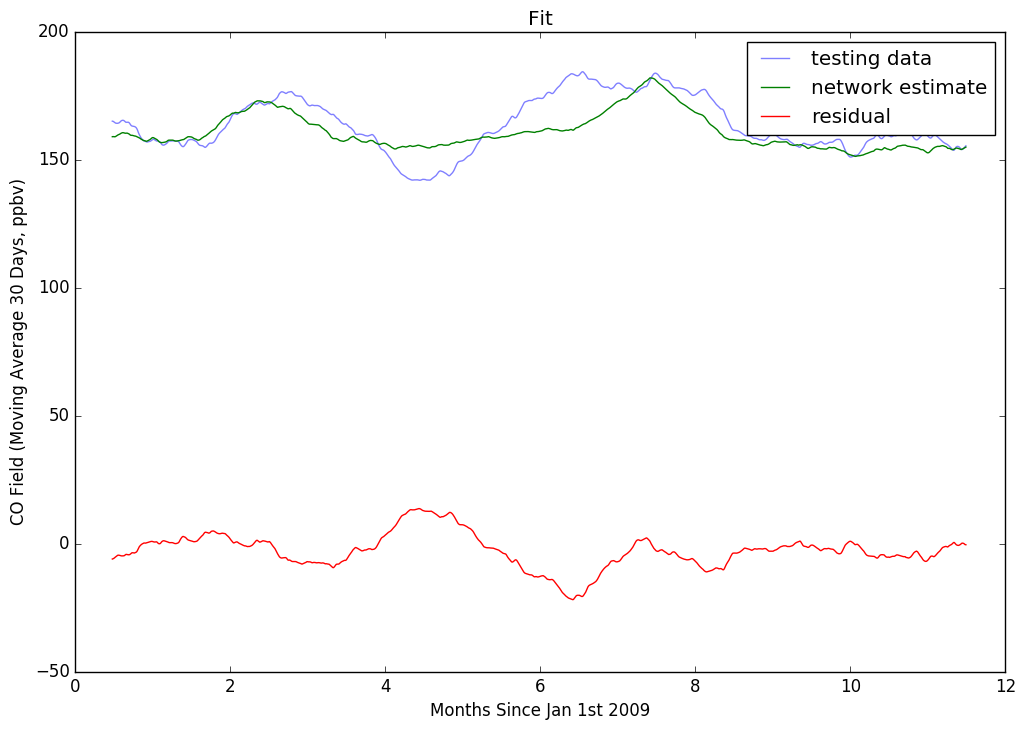 Fit
testing data
network estimate
residual
200
150
100
50
0
−50
CO Field (Moving Average 30 Days, ppbv)
0 2 4 6 8 10 12
Months Since Jan 1st 2009